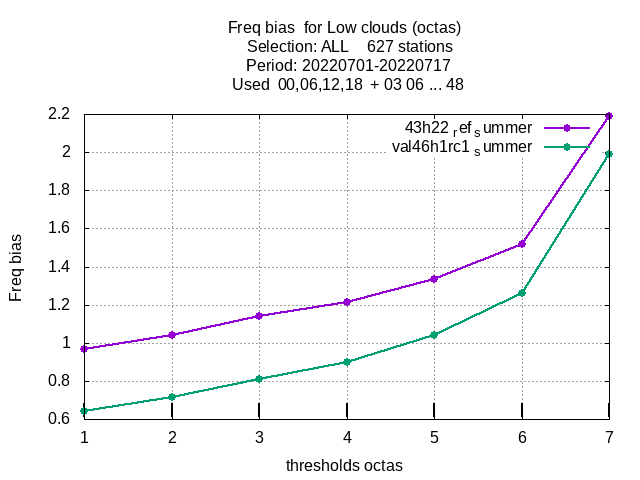 Freq bias  for Low clouds (octas)
Selection: ALL    627 stations
Period: 20220701-20220717
Used  00,06,12,18  + 03 06 ... 48
43h22 ref summer
val46h1rc1 summer
Freq bias
2.2
2
1.8
1.6
1.4
1.2
1
0.8
0.6
1 2 3 4 5 6 7
thresholds octas